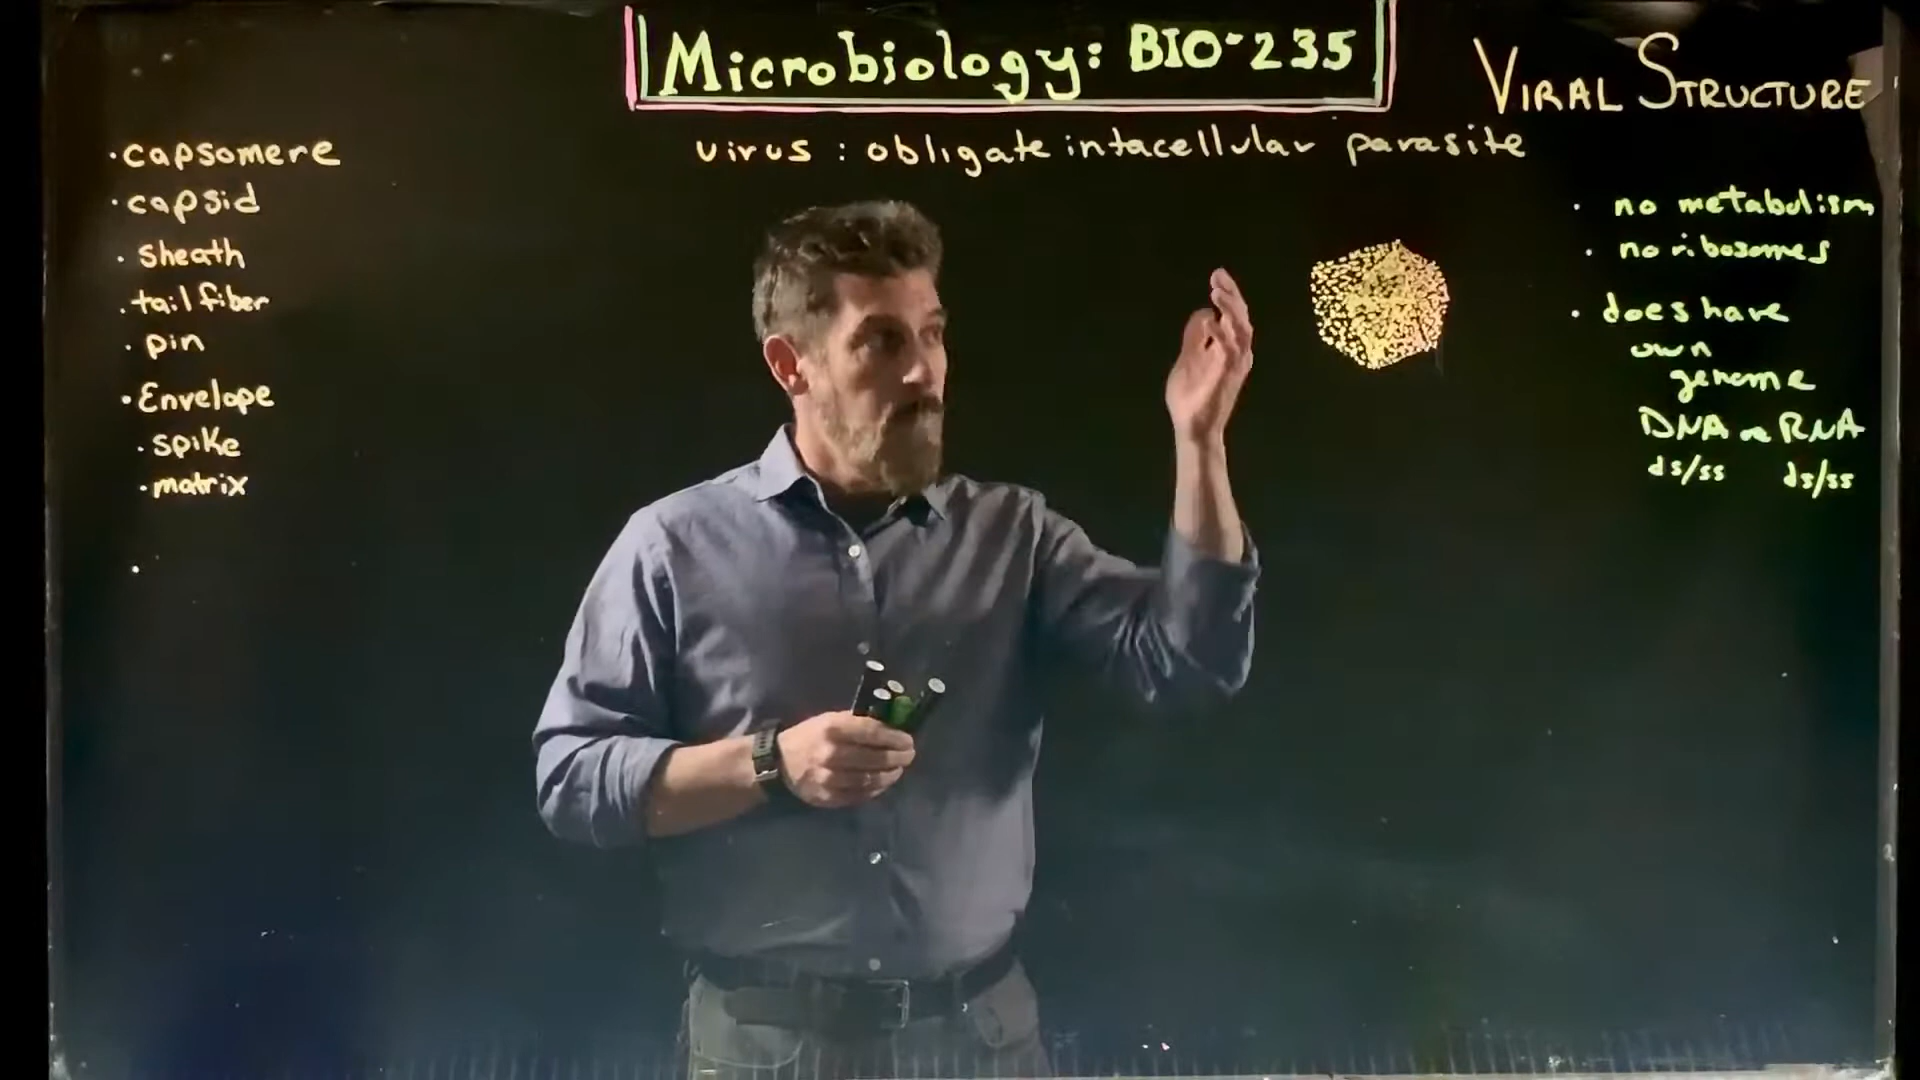 Microbiology: BIO-235
VIRAL STRUCTURE
virus : obligate intacellular parasite
· capsomere
· capsid
· sheath
· tail fiber
· pin
· Envelope
· spike
· matrix
· no metabolism
· no ribosomes
· does have
own
genome
DNA or RNA
ds/ss ds/ss